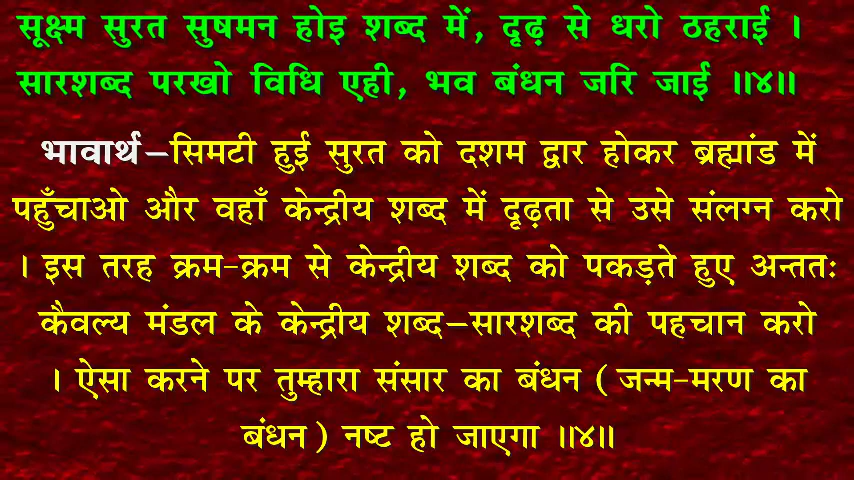 सूक्ष्म सुरत सुषमन होइ शब्द में, दृढ़ से धरो ठहराई ।
सारशब्द परखो विधि एही, भव बंधन जरि जाई ॥४॥
भावार्थ–सिमटी हुई सुरत को दशम द्वार होकर ब्रह्मांड में
पहुँचाओ और वहाँ केन्द्रीय शब्द में दृढ़ता से उसे संलग्न करो
। इस तरह क्रम-क्रम से केन्द्रीय शब्द को पकड़ते हुए अन्ततः
कैवल्य मंडल के केन्द्रीय शब्द–सारशब्द की पहचान करो
। ऐसा करने पर तुम्हारा संसार का बंधन ( जन्म-मरण का
बंधन ) नष्ट हो जाएगा ॥४॥